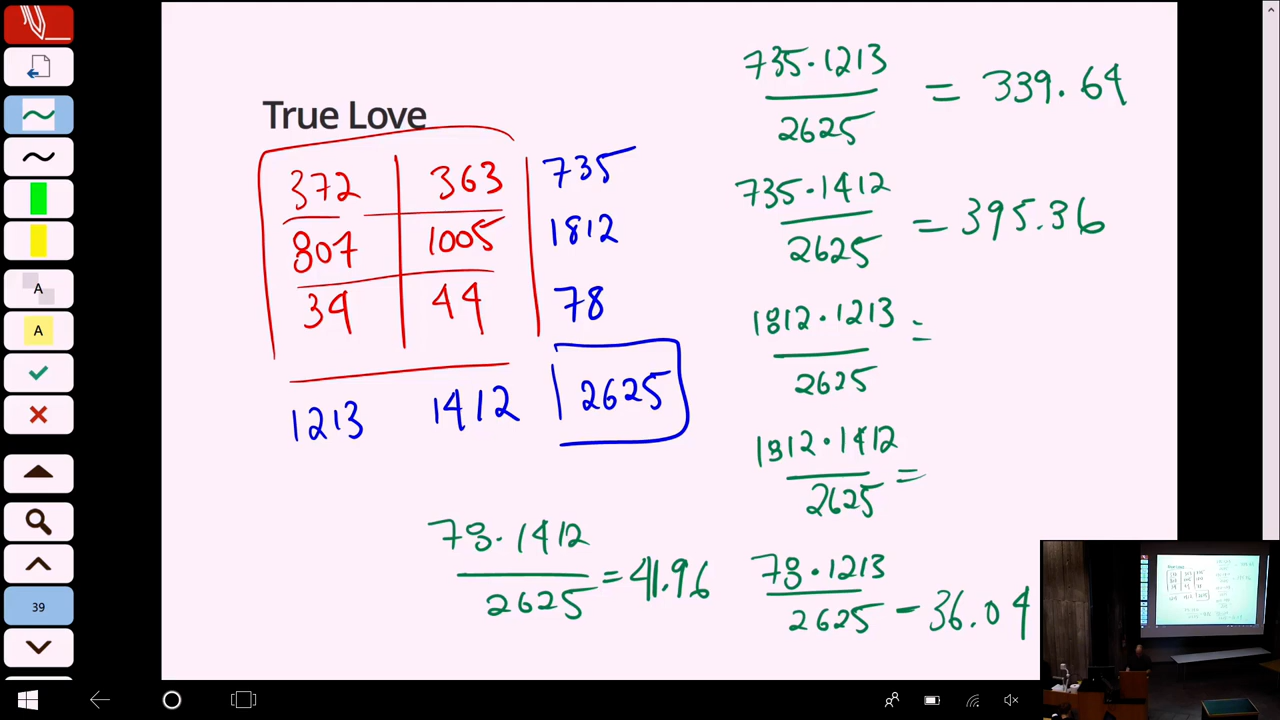 True Love
372 363 735
807 1005 1812
34 44 78
1213 1412 2625
735·1213
2625
= 339.64
735·1412
2625
= 395.36
1812·1213
2625
=
1812·1412
2625
=
78·1412
2625
= 41.96
78·1213
2625
- 36.04
A
A
39